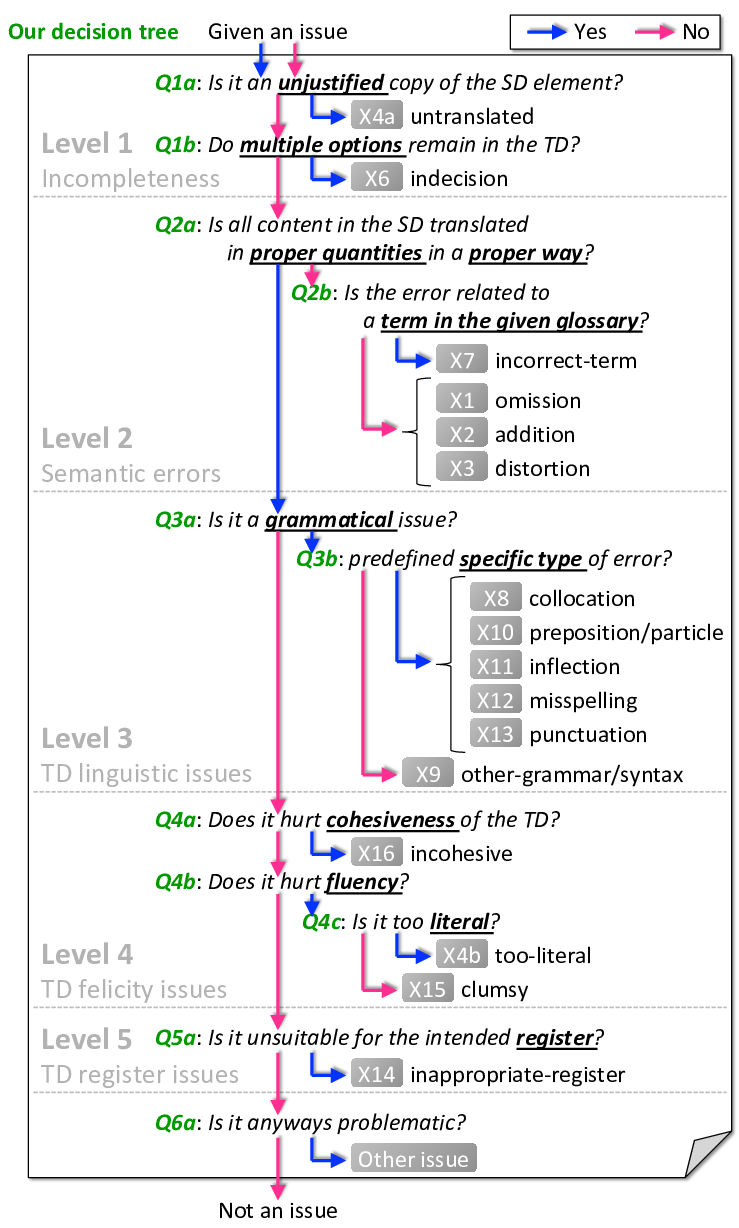 Our decision tree
Given an issue
Yes
No
Q1a: Is it an unjustified copy of the SD element?
X4a untranslated
Level 1
Incompleteness
Q1b: Do multiple options remain in the TD?
X6 indecision
Q2a: Is all content in the SD translated
in proper quantities in a proper way?
Q2b: Is the error related to
a term in the given glossary?
X7 incorrect-term
X1 omission
X2 addition
X3 distortion
Level 2
Semantic errors
Q3a: Is it a grammatical issue?
Q3b: predefined specific type of error?
X8 collocation
X10 preposition/particle
X11 inflection
X12 misspelling
X13 punctuation
Level 3
TD linguistic issues
X9 other-grammar/syntax
Q4a: Does it hurt cohesiveness of the TD?
X16 incohesive
Q4b: Does it hurt fluency?
Q4c: Is it too literal?
X4b too-literal
X15 clumsy
Level 4
TD felicity issues
Q5a: Is it unsuitable for the intended register?
Level 5
TD register issues
X14 inappropriate-register
Q6a: Is it anyways problematic?
Other issue
Not an issue